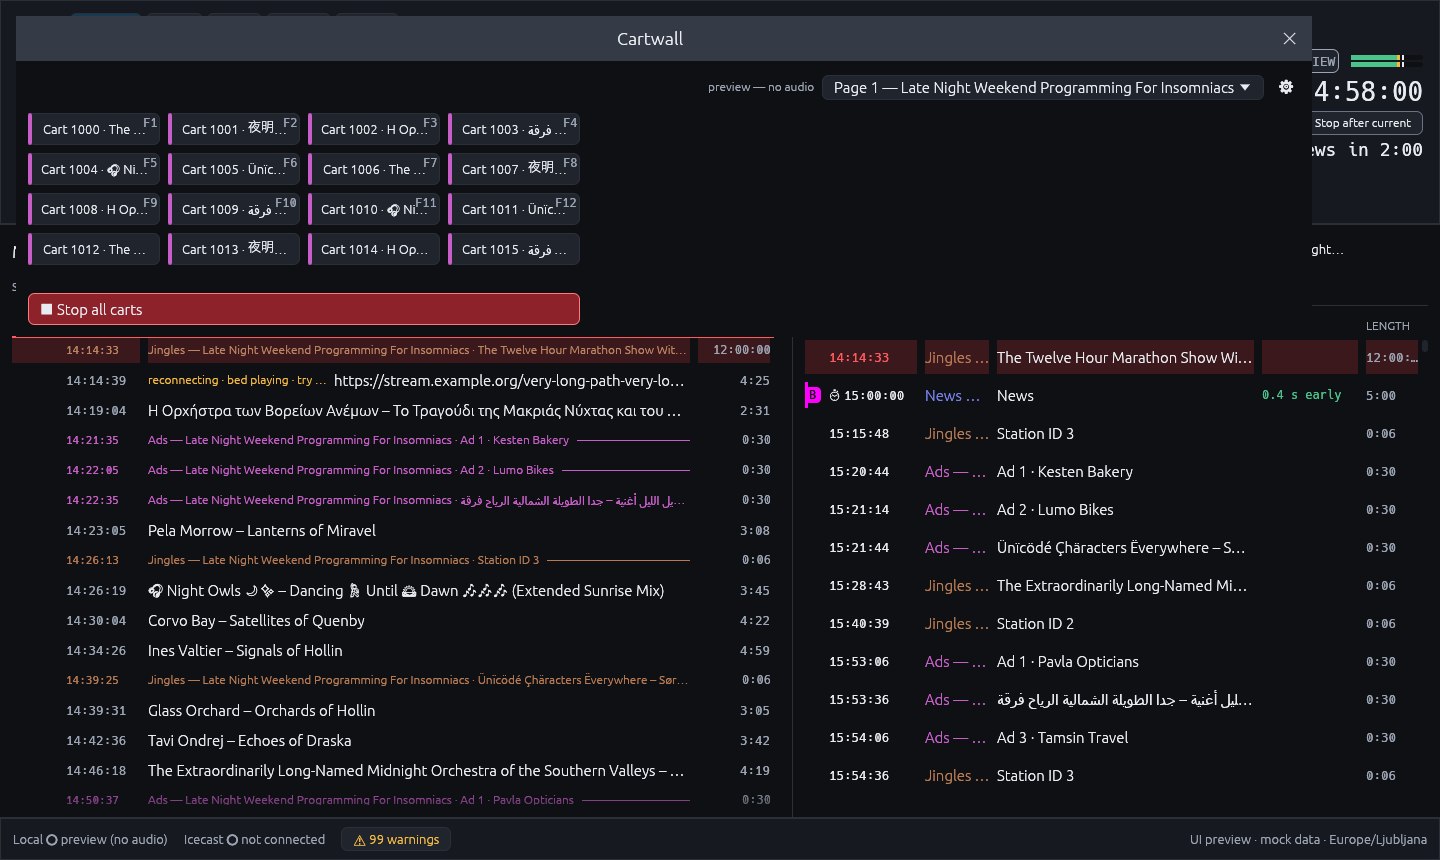 Cartwall
preview — no audio
Page 1 — Late Night Weekend Programming For Insomniacs
IEW
4:58:00
Stop after current
ews in 2:00
Cart 1000 · The … F1
Cart 1001 · 夜明… F2
Cart 1002 · H Op… F3
Cart 1003 · فرقة … F4
Cart 1004 · 🎧 Ni… F5
Cart 1005 · Ünïc… F6
Cart 1006 · The … F7
Cart 1007 · 夜明… F8
Cart 1008 · H Op… F9
Cart 1009 · فرقة … F10
Cart 1010 · 🎧 Ni… F11
Cart 1011 · Ünïc… F12
Cart 1012 · The …
Cart 1013 · 夜明…
Cart 1014 · H Op…
Cart 1015 · فرقة …
Stop all carts
ght…
LENGTH
14:14:33 Jingles — Late Night Weekend Programming For Insomniacs · The Twelve Hour Marathon Show Wit… 12:00:00
14:14:39 reconnecting · bed playing · try … https://stream.example.org/very-long-path-very-lo… 4:25
14:19:04 Η Ορχήστρα των Βορείων Ανέμων – Το Τραγούδι της Μακριάς Νύχτας και του … 2:31
14:21:35 Ads — Late Night Weekend Programming For Insomniacs · Ad 1 · Kesten Bakery 0:30
14:22:05 Ads — Late Night Weekend Programming For Insomniacs · Ad 2 · Lumo Bikes 0:30
14:22:35 Ads — Late Night Weekend Programming For Insomniacs · فرقة الرياح الشمالية الطويلة جدا – أغنية الليل يل… 0:30
14:23:05 Pela Morrow – Lanterns of Miravel 3:08
14:26:13 Jingles — Late Night Weekend Programming For Insomniacs · Station ID 3 0:06
14:26:19 🎧 Night Owls 🌙✨ – Dancing 💃 Until 🌅 Dawn 🎶🎶🎶 (Extended Sunrise Mix) 3:45
14:30:04 Corvo Bay – Satellites of Quenby 4:22
14:34:26 Ines Valtier – Signals of Hollin 4:59
14:39:25 Jingles — Late Night Weekend Programming For Insomniacs · Ünïcödé Çhäracters Ëverywhere – Sør… 0:06
14:39:31 Glass Orchard – Orchards of Hollin 3:05
14:42:36 Tavi Ondrej – Echoes of Draska 3:42
14:46:18 The Extraordinarily Long-Named Midnight Orchestra of the Southern Valleys – … 4:19
14:50:37 Ads — Late Night Weekend Programming For Insomniacs · Ad 1 · Pavla Opticians 0:30
14:14:33 Jingles … The Twelve Hour Marathon Show Wi… 12:00:…
B 15:00:00 News … News 0.4 s early 5:00
15:15:48 Jingles … Station ID 3 0:06
15:20:44 Ads — … Ad 1 · Kesten Bakery 0:30
15:21:14 Ads — … Ad 2 · Lumo Bikes 0:30
15:21:44 Ads — … Ünïcödé Çhäracters Ëverywhere – S… 0:30
15:28:43 Jingles … The Extraordinarily Long-Named Mi… 0:06
15:40:39 Jingles … Station ID 2 0:06
15:53:06 Ads — … Ad 1 · Pavla Opticians 0:30
15:53:36 Ads — … فرقة الرياح الشمالية الطويلة جدا – أغنية ليل… 0:30
15:54:06 Ads — … Ad 3 · Tamsin Travel 0:30
15:54:36 Jingles … Station ID 3 0:06
Local preview (no audio) Icecast not connected ⚠ 99 warnings
UI preview · mock data · Europe/Ljubljana